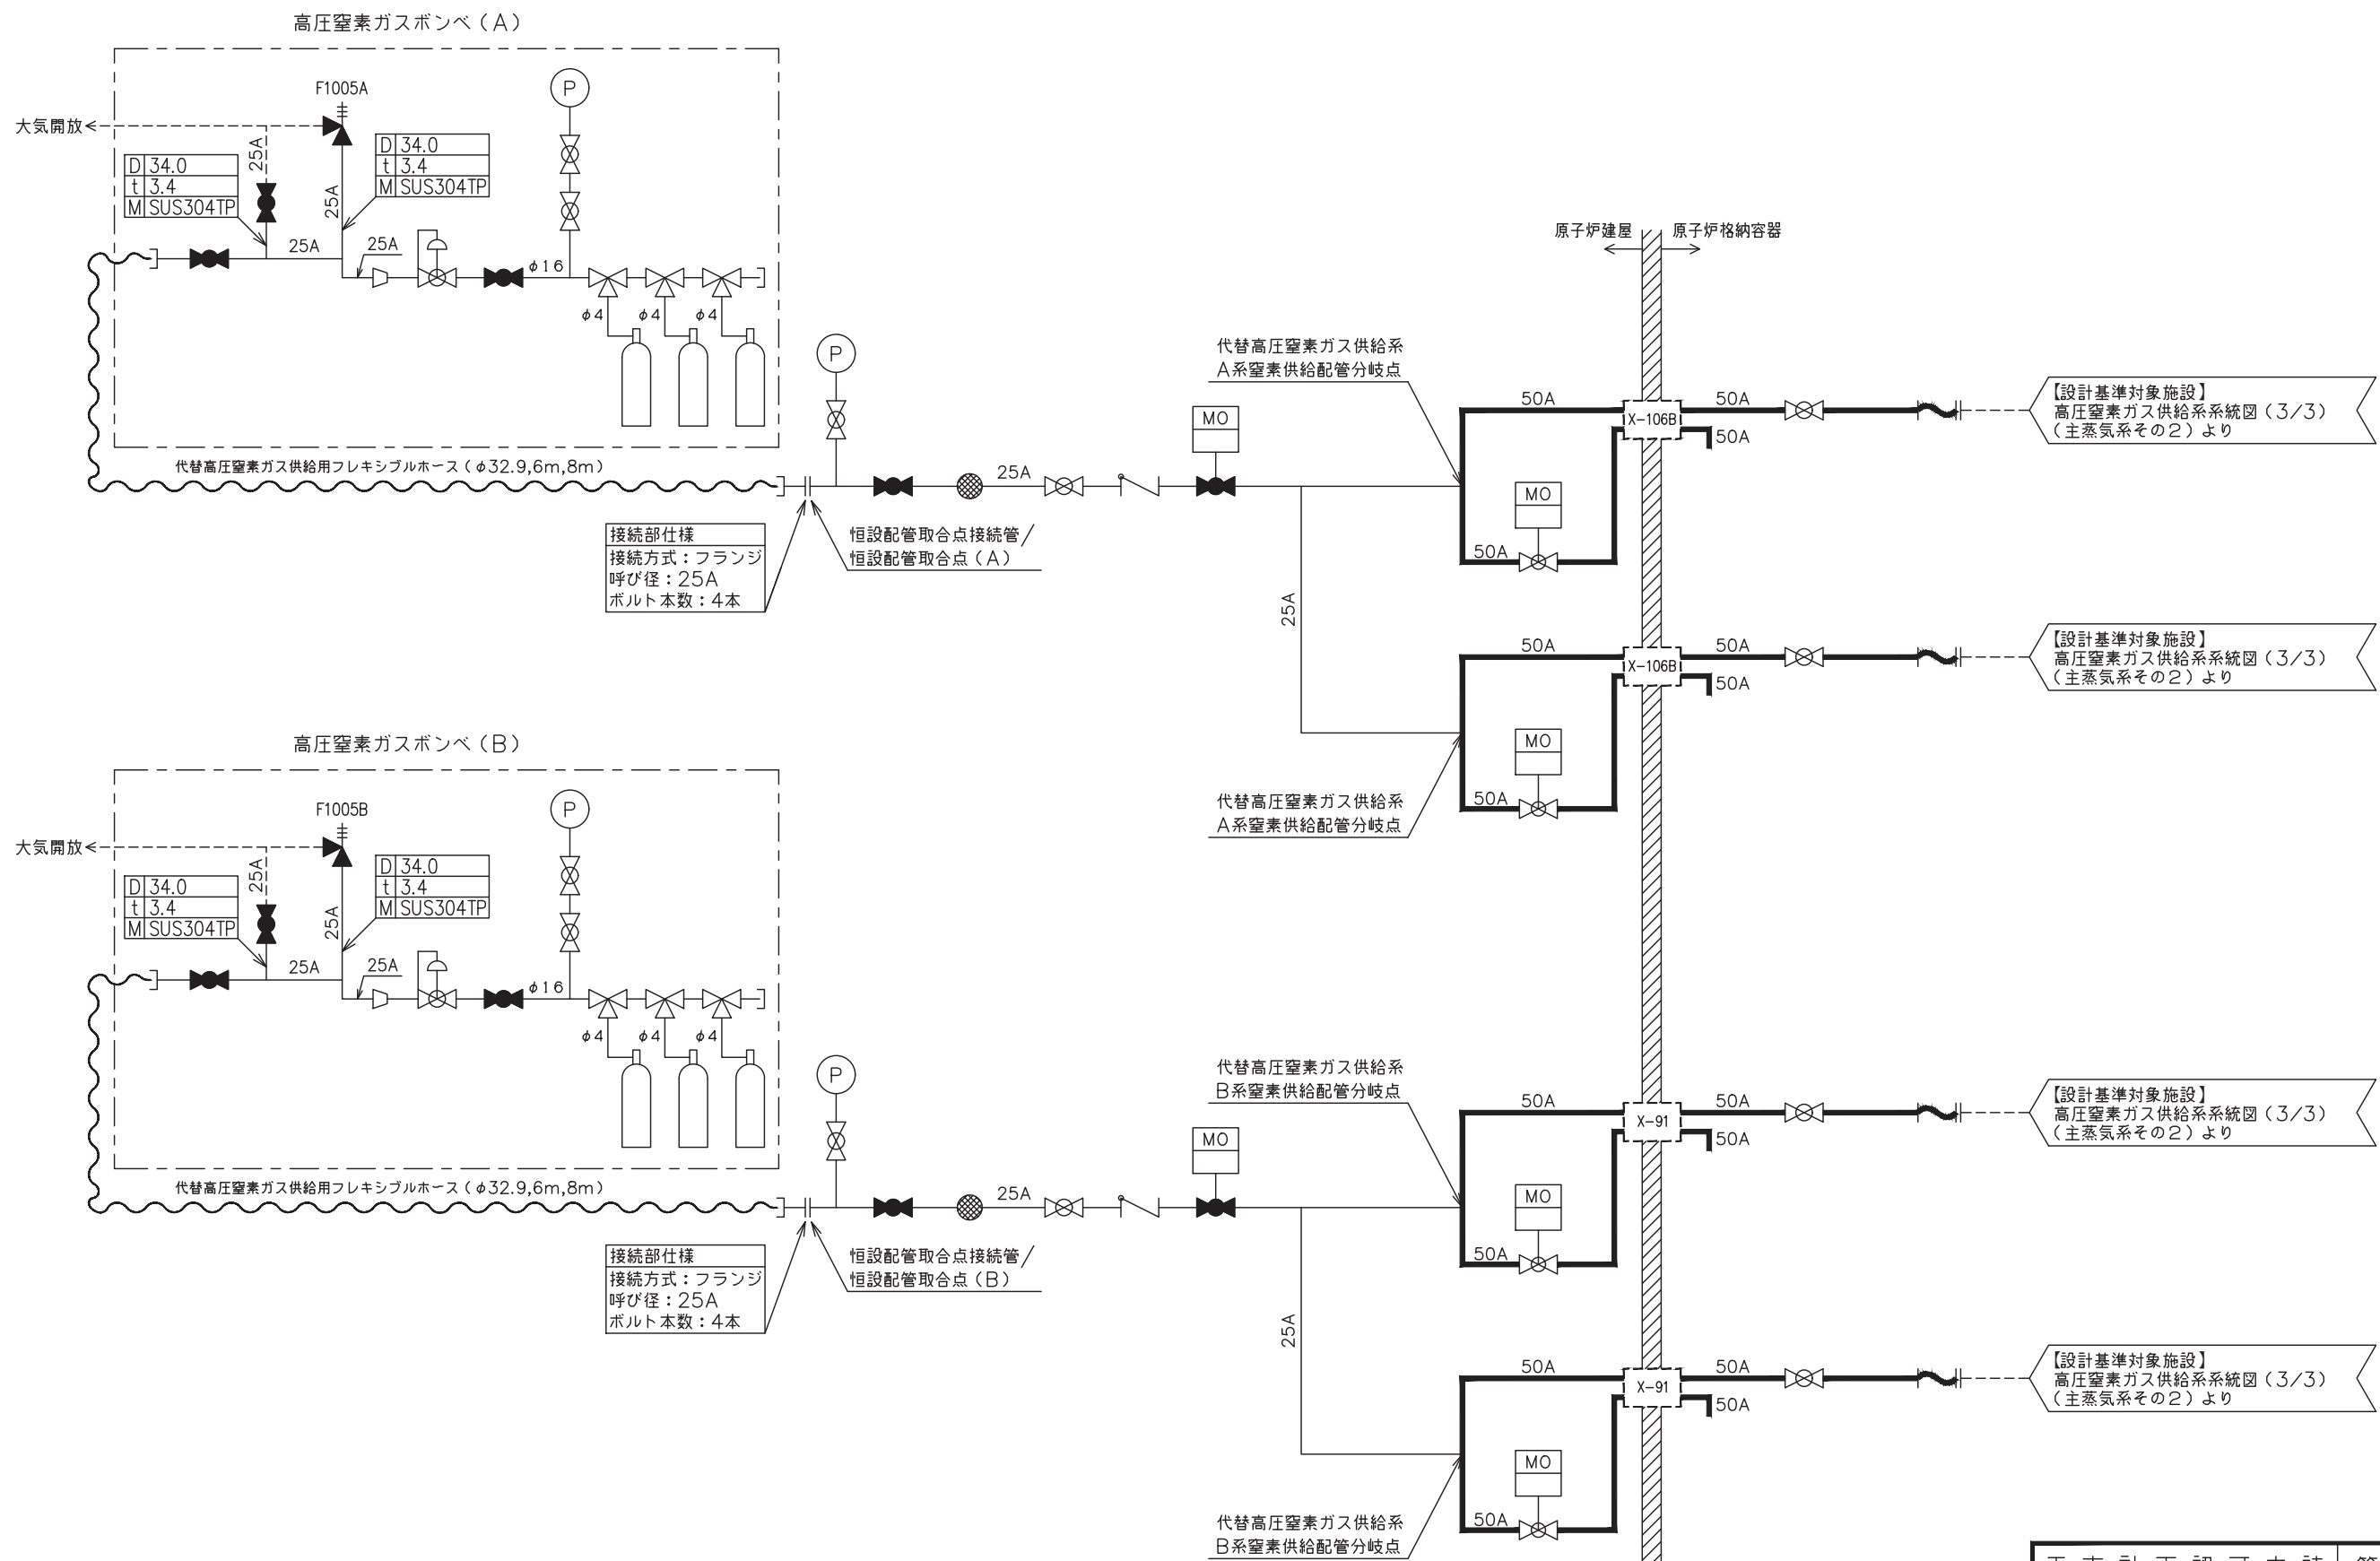 高圧窒素ガスボンベ（A）
F1005A
P
大気開放
25A
D 34.0
t 3.4
M SUS304TP
D 34.0
t 3.4
M SUS304TP
25A
25A
25A
φ16
φ4
φ4
φ4
代替高圧窒素ガス供給用フレキシブルホース（φ32.9,6m,8m）
P
接続部仕様
接続方式：フランジ
呼び径：25A
ボルト本数：4本
恒設配管取合点接続管／
恒設配管取合点（A）
25A
MO
25A
代替高圧窒素ガス供給系
A系窒素供給配管分岐点
原子炉建屋
原子炉格納容器
50A
X-106B
50A
50A
MO
50A
【設計基準対象施設】
高圧窒素ガス供給系系統図（3／3）
（主蒸気系その2）より
50A
X-106B
50A
50A
MO
50A
【設計基準対象施設】
高圧窒素ガス供給系系統図（3／3）
（主蒸気系その2）より
代替高圧窒素ガス供給系
A系窒素供給配管分岐点
高圧窒素ガスボンベ（B）
F1005B
P
大気開放
25A
D 34.0
t 3.4
M SUS304TP
D 34.0
t 3.4
M SUS304TP
25A
25A
25A
φ16
φ4
φ4
φ4
代替高圧窒素ガス供給用フレキシブルホース（φ32.9,6m,8m）
P
接続部仕様
接続方式：フランジ
呼び径：25A
ボルト本数：4本
恒設配管取合点接続管／
恒設配管取合点（B）
25A
MO
25A
代替高圧窒素ガス供給系
B系窒素供給配管分岐点
50A
X-91
50A
50A
MO
50A
【設計基準対象施設】
高圧窒素ガス供給系系統図（3／3）
（主蒸気系その2）より
50A
X-91
50A
50A
MO
50A
【設計基準対象施設】
高圧窒素ガス供給系系統図（3／3）
（主蒸気系その2）より
代替高圧窒素ガス供給系
B系窒素供給配管分岐点